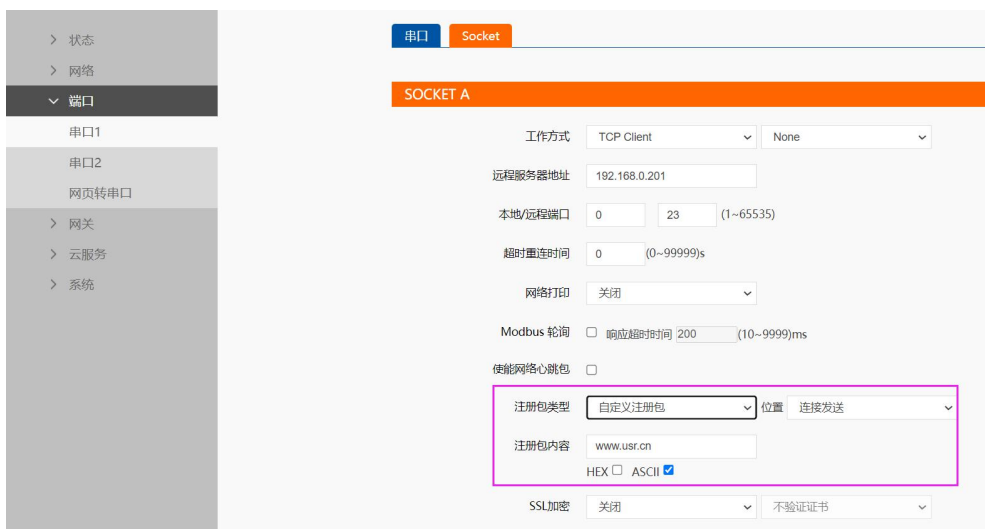 状态
网络
端口
串口1
串口2
网页转串口
网关
云服务
系统
串口 Socket
SOCKET A
工作方式 TCP Client None
远程服务器地址 192.168.0.201
本地/远程端口 0 23 (1~65535)
超时重连时间 0 (0~99999)s
网络打印 关闭
Modbus 轮询 响应超时时间 200 (10~9999)ms
使能网络心跳包
注册包类型 自定义注册包 位置 连接发送
注册包内容 www.usr.cn
HEX ASCII
SSL加密 关闭 不验证证书